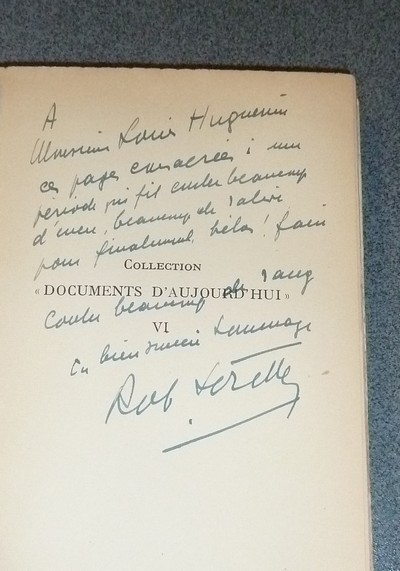 A
Monsieur Louis Huguenin
ces pages consacrées à une
période qui fit couler beaucoup
d'encre, beaucoup de salive
pour finalement, hélas! faire
COLLECTION
« DOCUMENTS D'AUJOURD'HUI »
couler beaucoup de sang
VI
En bien sincère hommage
Rob